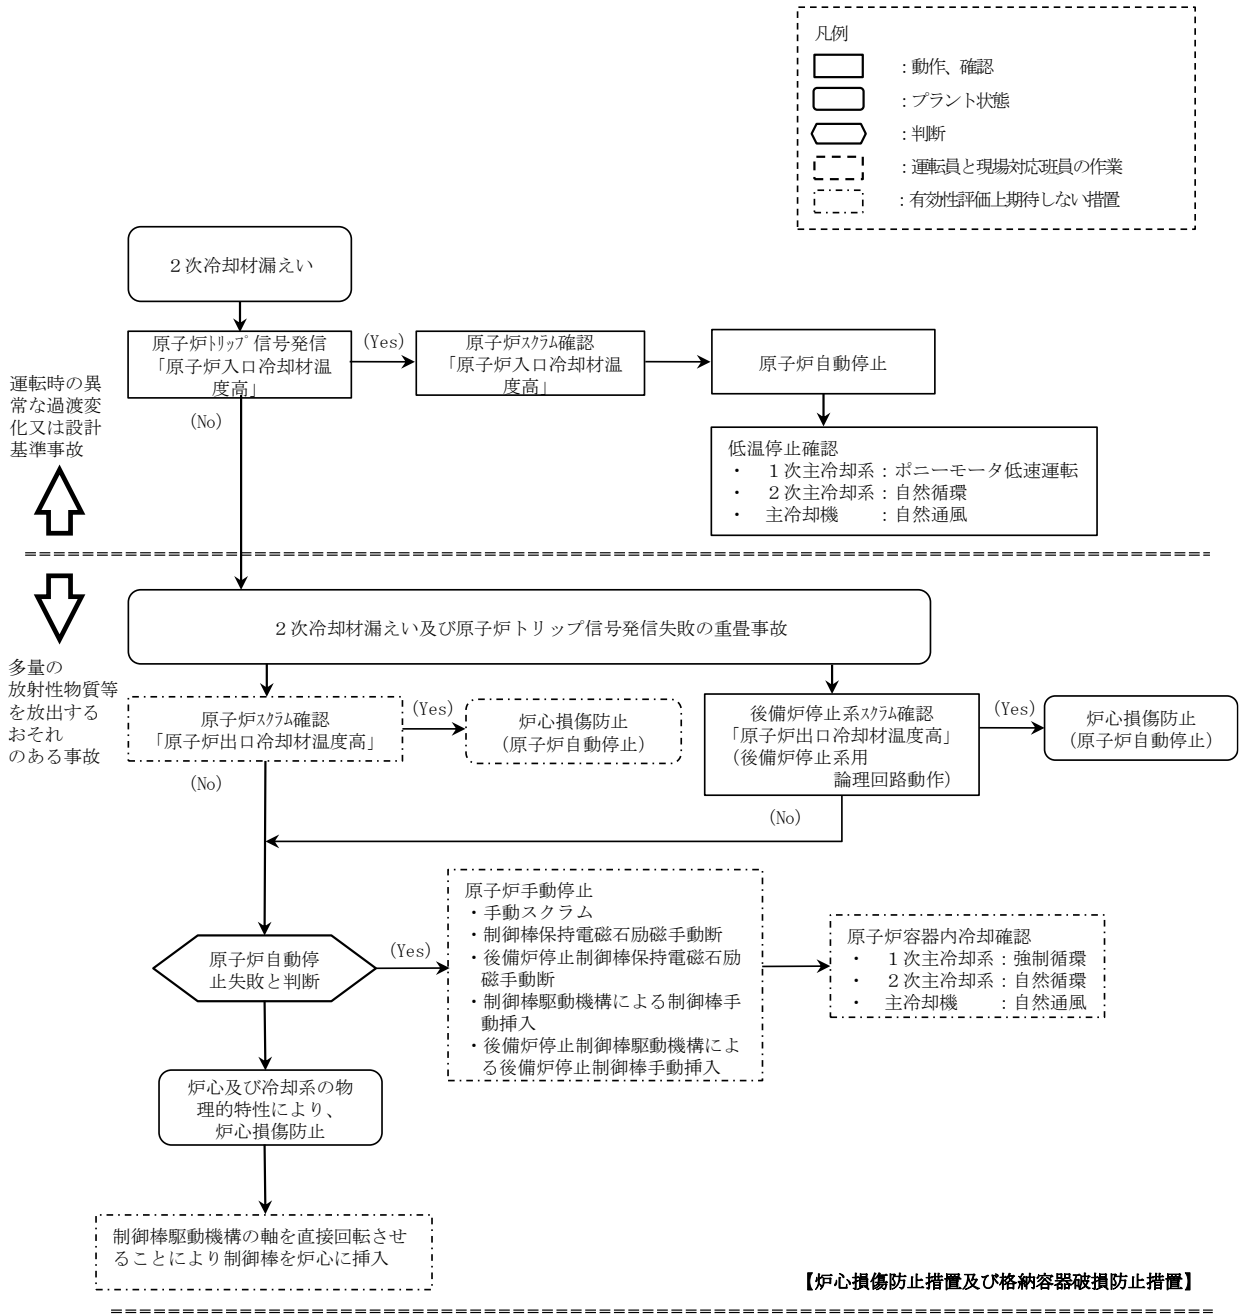 凡例
：動作、確認
：プラント状態
：判断
：運転員と現場対応班員の作業
：有効性評価上期待しない措置
２次冷却材漏えい
原子炉ﾄﾘｯﾌﾟ信号発信
「原子炉入口冷却材温
度高」
(Yes)
原子炉ｽｸﾗﾑ確認
「原子炉入口冷却材温
度高」
原子炉自動停止
(No)
低温停止確認
・　１次主冷却系：ポニーモータ低速運転
・　２次主冷却系：自然循環
・　主冷却機　　：自然通風
運転時の異
常な過渡変
化又は設計
基準事故
多量の
放射性物質等
を放出する
おそれ
のある事故
２次冷却材漏えい及び原子炉トリップ信号発信失敗の重畳事故
原子炉ｽｸﾗﾑ確認
「原子炉出口冷却材温度高」
(Yes)
炉心損傷防止
(原子炉自動停止)
(No)
後備炉停止系ｽｸﾗﾑ確認
「原子炉出口冷却材温度高」
(後備炉停止系用
論理回路動作)
(Yes)
炉心損傷防止
(原子炉自動停止)
(No)
原子炉自動停
止失敗と判断
(Yes)
原子炉手動停止
・手動スクラム
・制御棒保持電磁石励磁手動断
・後備炉停止制御棒保持電磁石励
磁手動断
・制御棒駆動機構による制御棒手
動挿入
・後備炉停止制御棒駆動機構によ
る後備炉停止制御棒手動挿入
原子炉容器内冷却確認
・　１次主冷却系：強制循環
・　２次主冷却系：自然循環
・　主冷却機　　：自然通風
炉心及び冷却系の物
理的特性により、
炉心損傷防止
制御棒駆動機構の軸を直接回転させ
ることにより制御棒を炉心に挿入
【炉心損傷防止措置及び格納容器破損防止措置】